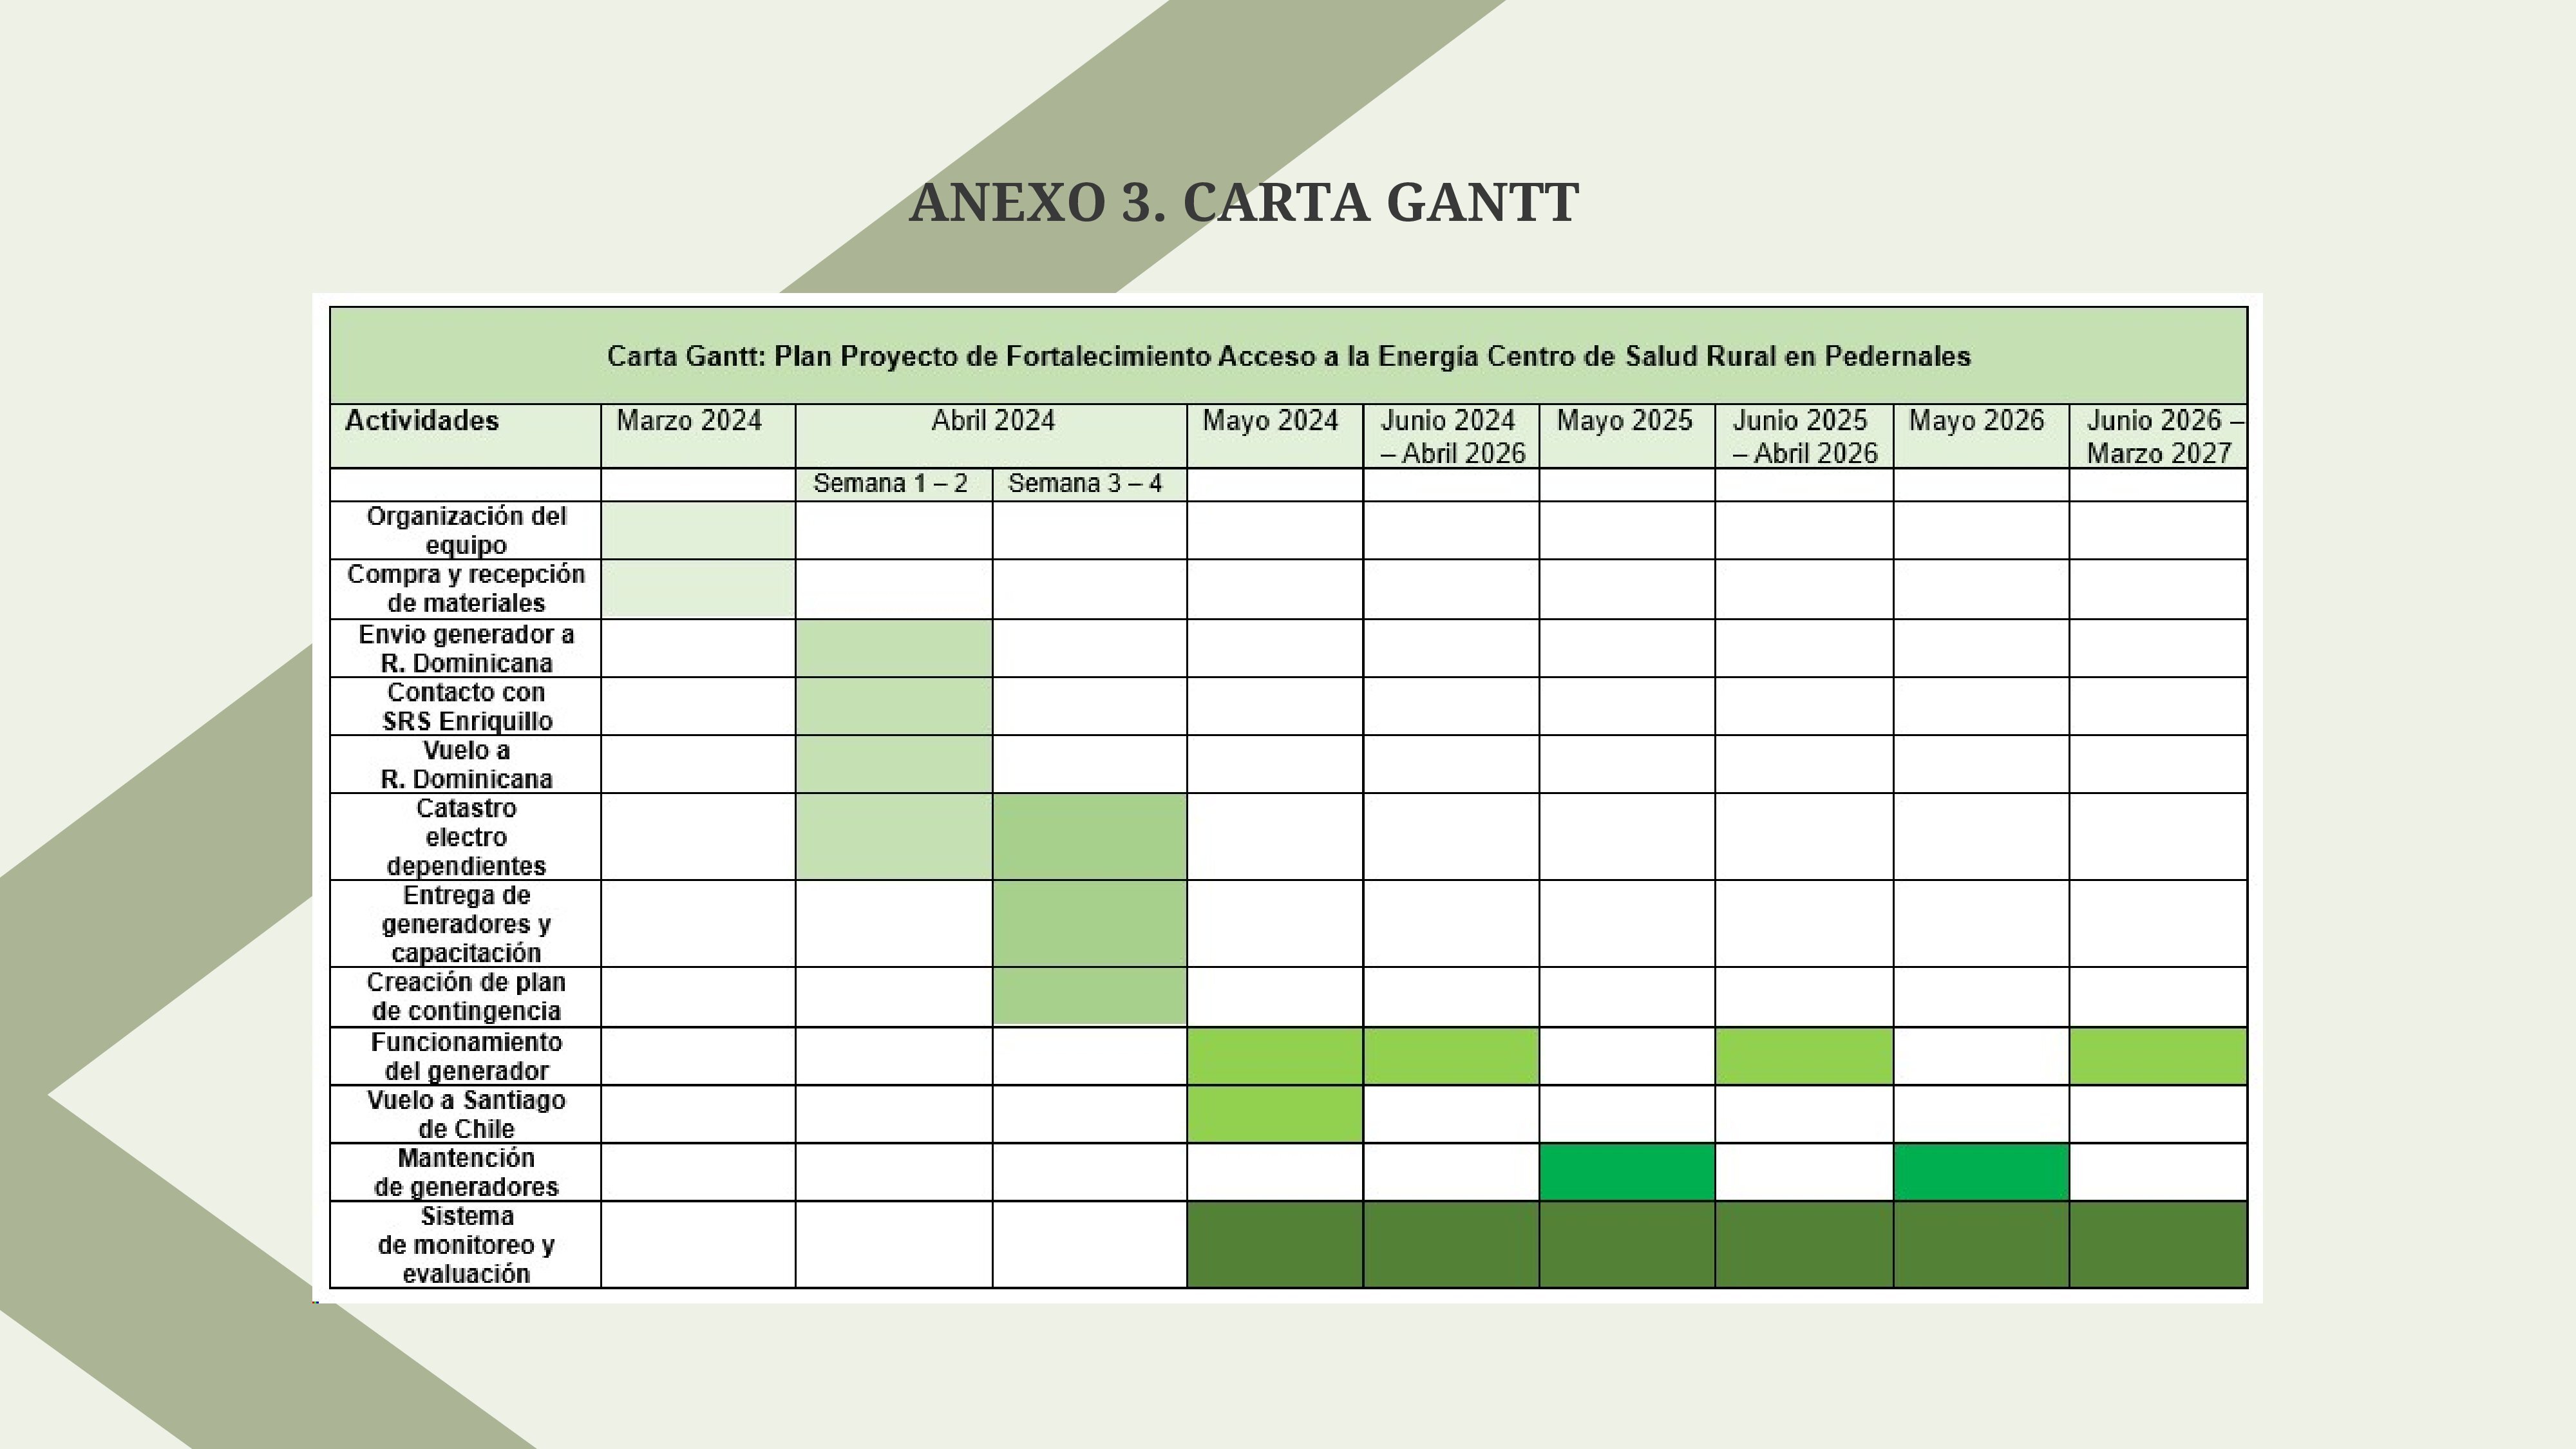 ANEXO 3. CARTA GANTT
Carta Gantt: Plan Proyecto de Fortalecimiento Acceso a la Energía Centro de Salud Rural en Pedernales
Actividades
Marzo 2024
Abril 2024
Mayo 2024
Junio 2024
– Abril 2026
Mayo 2025
Junio 2025
– Abril 2026
Mayo 2026
Junio 2026 –
Marzo 2027
Semana 1 – 2
Semana 3 – 4
Organización del
equipo
Compra y recepción
de materiales
Envio generador a
R. Dominicana
Contacto con
SRS Enriquillo
Vuelo a
R. Dominicana
Catastro
electro
dependientes
Entrega de
generadores y
capacitación
Creación de plan
de contingencia
Funcionamiento
del generador
Vuelo a Santiago
de Chile
Mantención
de generadores
Sistema
de monitoreo y
evaluación